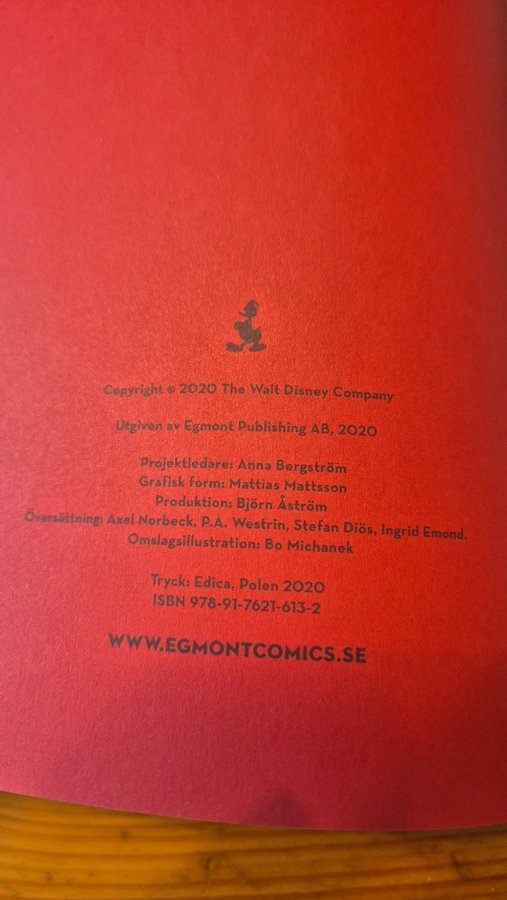 Copyright © 2020 The Walt Disney Company
Utgiven av Egmont Publishing AB, 2020
Projektledare: Anna Bergström
Grafisk form: Mattias Mattsson
Produktion: Björn Åström
Översättning: Axel Norbeck, P.A. Westrin, Stefan Diös, Ingrid Emond.
Omslagsillustration: Bo Michanek
Tryck: Edica, Polen 2020
ISBN 978-91-7621-613-2
WWW.EGMONTCOMICS.SE